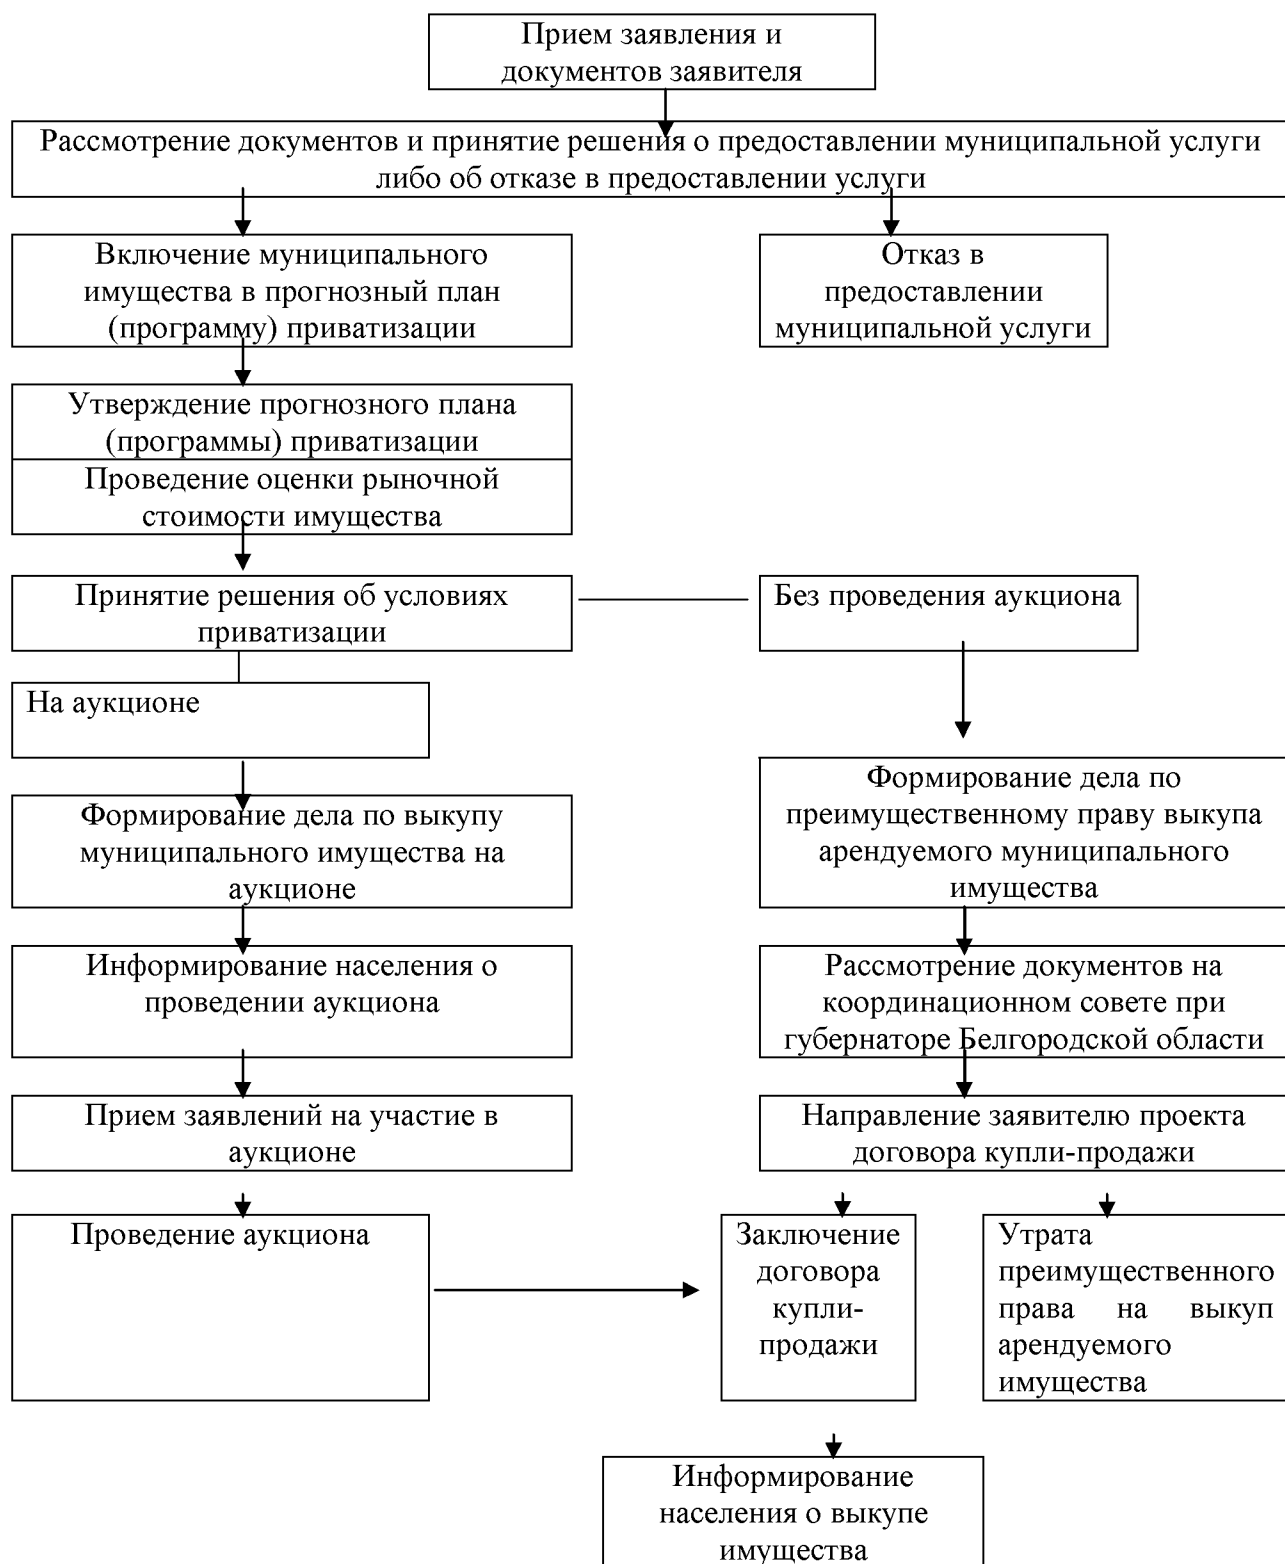 Прием заявления и
документов заявителя
Рассмотрение документов и принятие решения о предоставлении муниципальной услуги
либо об отказе в предоставлении услуги
Включение муниципального
имущества в прогнозный план
(программу) приватизации
Отказ в
предоставлении
муниципальной услуги
Утверждение прогнозного плана
(программы) приватизации
Проведение оценки рыночной
стоимости имущества
Принятие решения об условиях
приватизации
Без проведения аукциона
На аукционе
Формирование дела по выкупу
муниципального имущества на
аукционе
Формирование дела по
преимущественному праву выкупа
арендуемого муниципального
имущества
Информирование населения о
проведении аукциона
Рассмотрение документов на
координационном совете при
губернаторе Белгородской области
Прием заявлений на участие в
аукционе
Направление заявителю проекта
договора купли-продажи
Проведение аукциона
Заключение
договора
купли-
продажи
Утрата
преимущественного
права на выкуп
арендуемого
имущества
Информирование
населения о выкупе
имущества